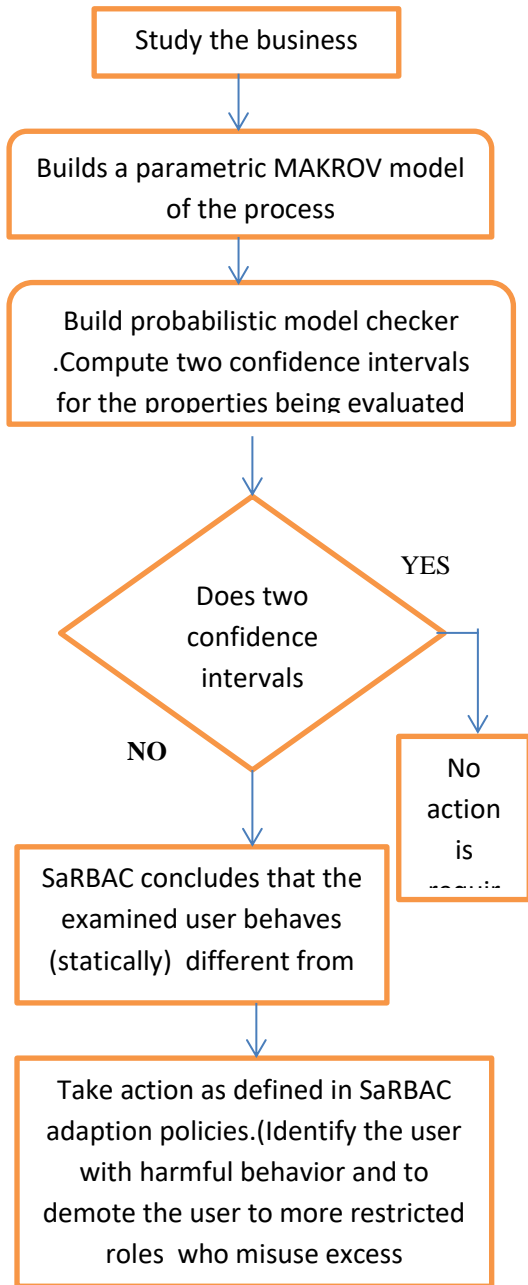 Study the business
Builds a parametric MAKROV model
of the process
Build probabilistic model checker
.Compute two confidence intervals
for the properties being evaluated
YES
Does two
confidence
intervals
NO
No
action
is
SaRBAC concludes that the
examined user behaves
(statically) different from
Take action as defined in SaRBAC
adaption policies.(Identify the user
with harmful behavior and to
demote the user to more restricted
roles who misuse excess